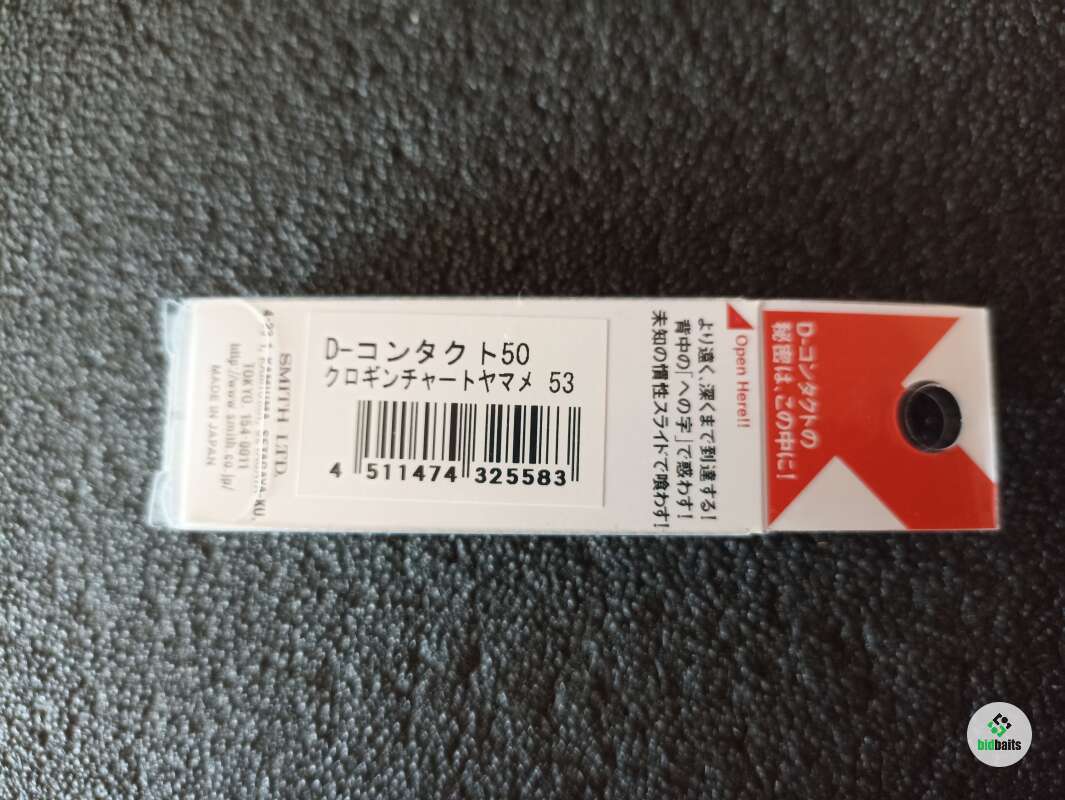 D-コンタクト50
クロギンチャートヤマメ 53
4 511474 325583
SMITH LTD.
TOKYO 154-0011
http://www.smith.co.jp/
MADE IN JAPAN
より遠く、深くまで到達する!
背中の「への字」で惑わす!
未知の慣性スライドで喰わす!
Open Here!!
D-コンタクトの
秘密は、この中に!
bidbaits